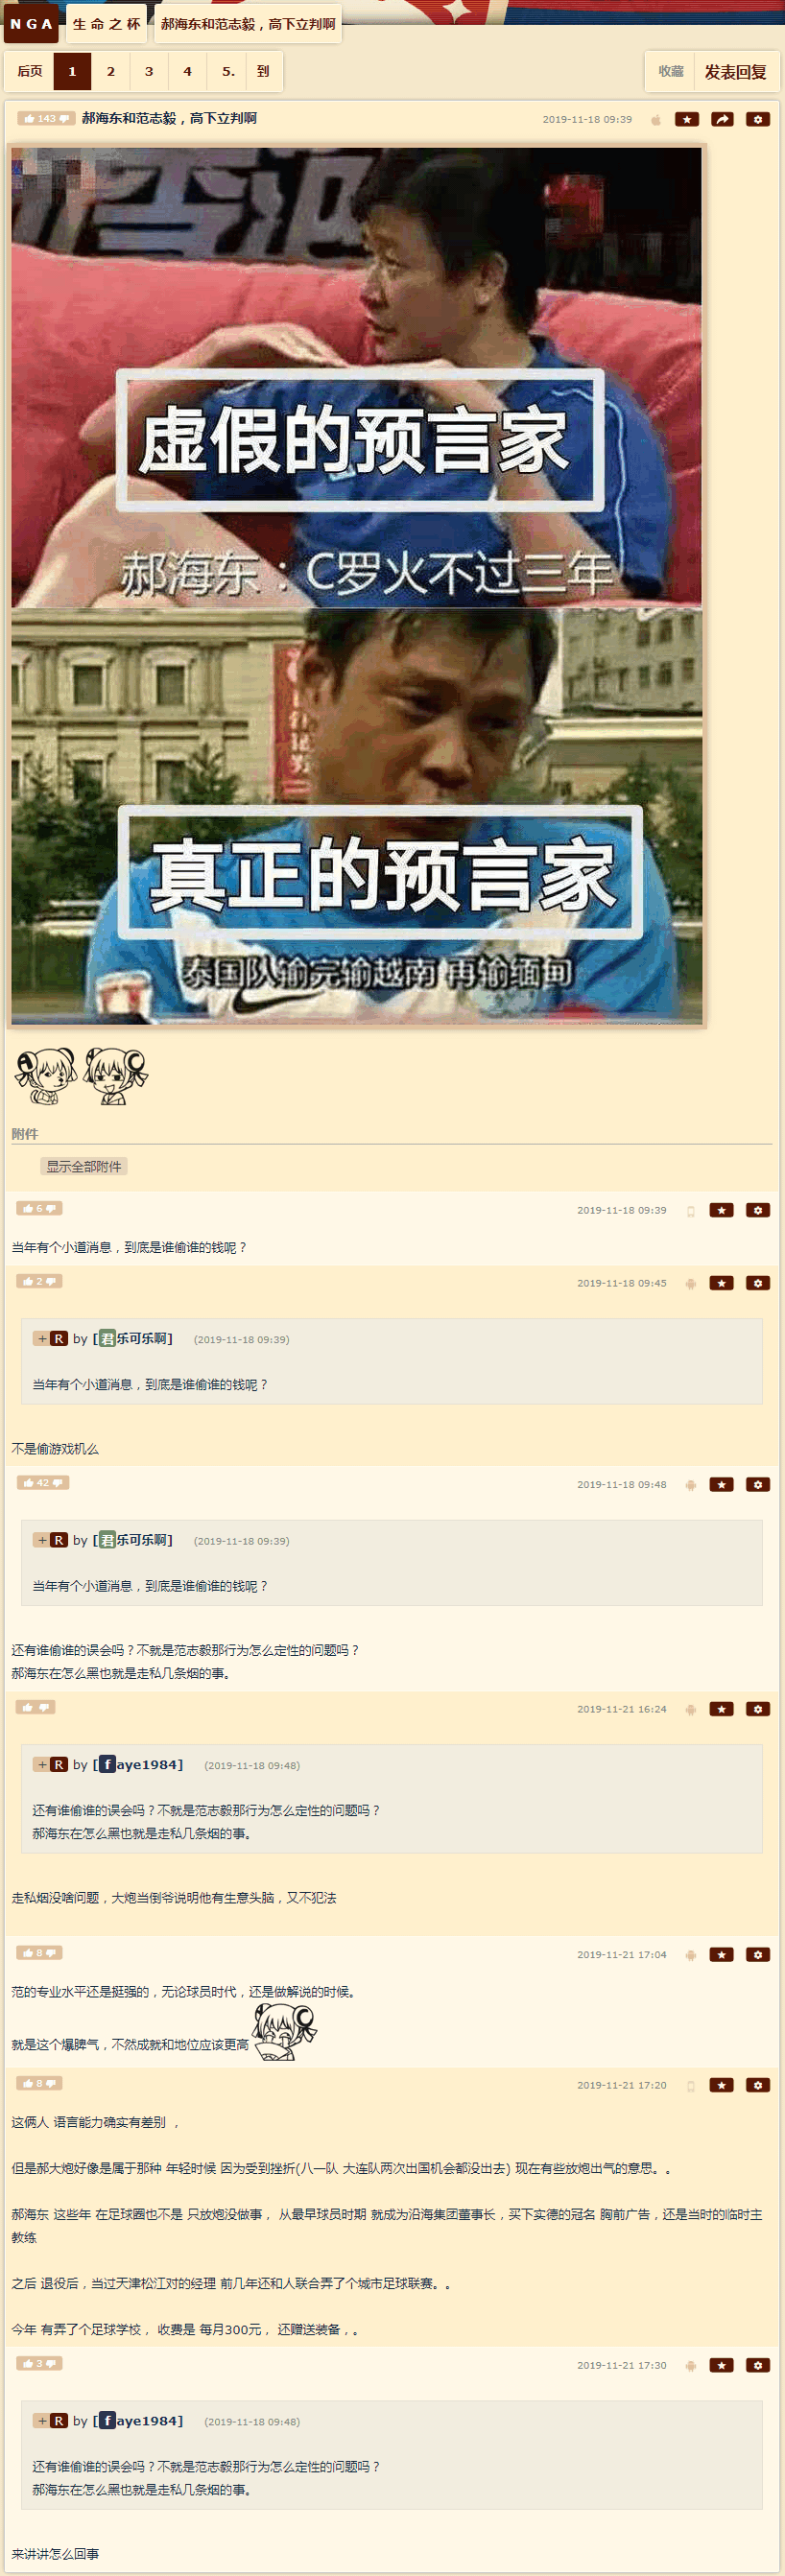 NGA 生命之杯 郝海东和范志毅，高下立判啊
后页 1 2 3 4 5. 到 收藏 发表回复
143 郝海东和范志毅，高下立判啊 2019-11-18 09:39
虚假的预言家
郝海东：C罗火不过三年
真正的预言家
泰国队输完输越南 再输缅甸
附件
显示全部附件
6 2019-11-18 09:39
当年有个小道消息，到底是谁偷谁的钱呢？
2 2019-11-18 09:45
+ R by [君乐可乐啊] (2019-11-18 09:39)
当年有个小道消息，到底是谁偷谁的钱呢？
不是偷游戏机么
42 2019-11-18 09:48
+ R by [君乐可乐啊] (2019-11-18 09:39)
当年有个小道消息，到底是谁偷谁的钱呢？
还有谁偷谁的误会吗？不就是范志毅那行为怎么定性的问题吗？
郝海东在怎么黑也就是走私几条烟的事。
2019-11-21 16:24
+ R by [faye1984] (2019-11-18 09:48)
还有谁偷谁的误会吗？不就是范志毅那行为怎么定性的问题吗？
郝海东在怎么黑也就是走私几条烟的事。
走私烟没啥问题，大炮当倒爷说明他有生意头脑，又不犯法
8 2019-11-21 17:04
范的专业水平还是挺强的，无论球员时代，还是做解说的时候。
就是这个爆脾气，不然成就和地位应该更高
8 2019-11-21 17:20
这俩人 语言能力确实有差别 ，
但是郝大炮好像是属于那种 年轻时候 因为受到挫折(八一队 大连队两次出国机会都没出去) 现在有些放炮出气的意思。。
郝海东 这些年 在足球圈也不是 只放炮没做事， 从最早球员时期 就成为沿海集团董事长，买下实德的冠名 胸前广告，还是当时的临时主
教练
之后 退役后，当过天津松江对的经理 前几年还和人联合弄了个城市足球联赛。。
今年 有弄了个足球学校， 收费是 每月300元， 还赠送装备，。
3 2019-11-21 17:30
+ R by [faye1984] (2019-11-18 09:48)
还有谁偷谁的误会吗？不就是范志毅那行为怎么定性的问题吗？
郝海东在怎么黑也就是走私几条烟的事。
来讲讲怎么回事